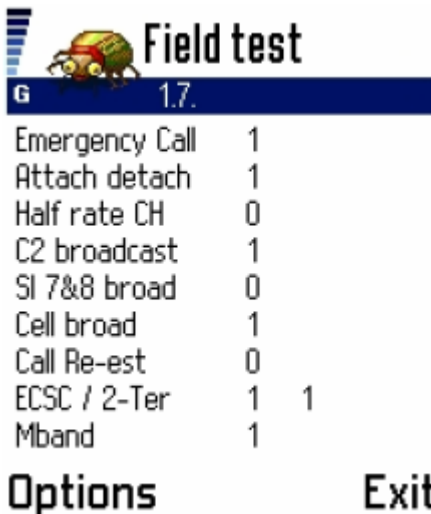 Field test
G 1.7.
Emergency Call 1
Attach detach 1
Half rate CH 0
C2 broadcast 1
SI 7&8 broad 0
Cell broad 1
Call Re-est 0
ECSC / 2-Ter 1 1
Mband 1
Options Exit